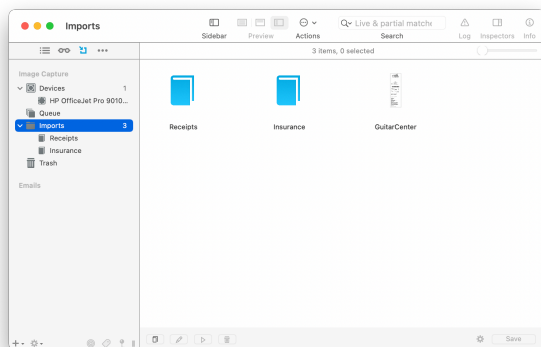 Imports
Sidebar
Preview
Actions
Live & partial matche
Search
Log
Inspectors
Info
3 items, 0 selected
Image Capture
Devices 1
HP OfficeJet Pro 9010...
Queue
Imports 3
Receipts
Insurance
Trash
Emails
Receipts
Insurance
GuitarCenter
Save